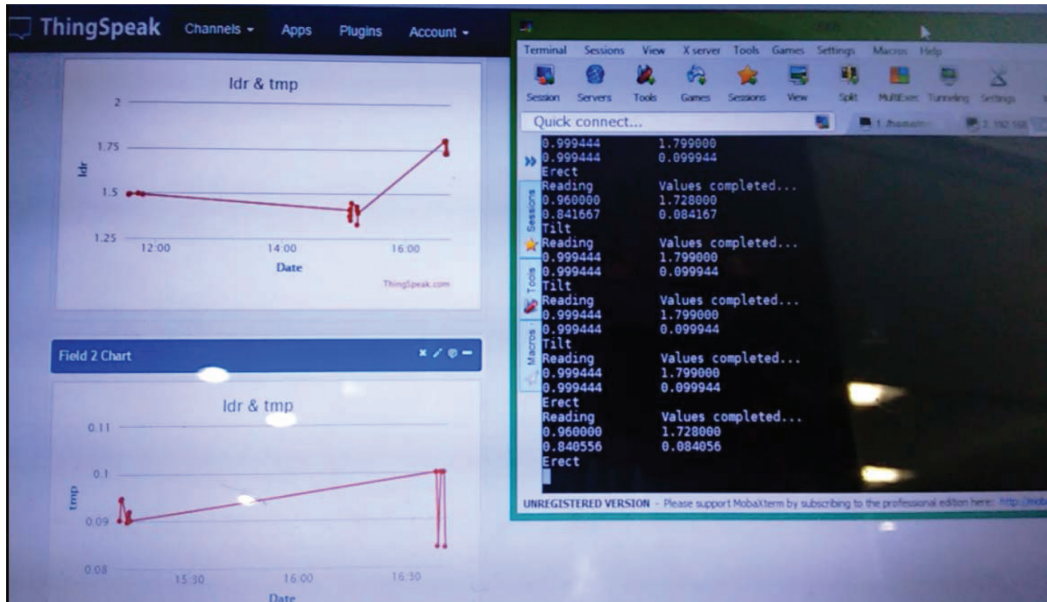 ThingSpeak Channels Apps Plugins Account
ldr & tmp
2
1.75
1.5
1.25
ldr
12:00 14:00 16:00
Date
ThingSpeak.com
Field 2 Chart
ldr & tmp
0.11
0.1
0.09
0.08
tmp
15:30 16:00 16:30
Date
Terminal Sessions View X server Tools Games Settings Macros Help
Session Servers Tools Games Sessions View Split MultiExec Tunneling Settings
Quick connect...
Sessions
Tools
Macros
0.999444 1.799000
0.999444 0.099944
Erect
Reading Values completed...
0.960000 1.728000
0.841667 0.084167
Tilt
Reading Values completed...
0.999444 1.799000
0.999444 0.099944
Tilt
Reading Values completed...
0.999444 1.799000
0.999444 0.099944
Tilt
Reading Values completed...
0.999444 1.799000
0.999444 0.099944
Erect
Reading Values completed...
0.960000 1.728000
0.840556 0.084056
Erect
UNREGISTERED VERSION - Please support MobaXterm by subscribing to the professional edition here: